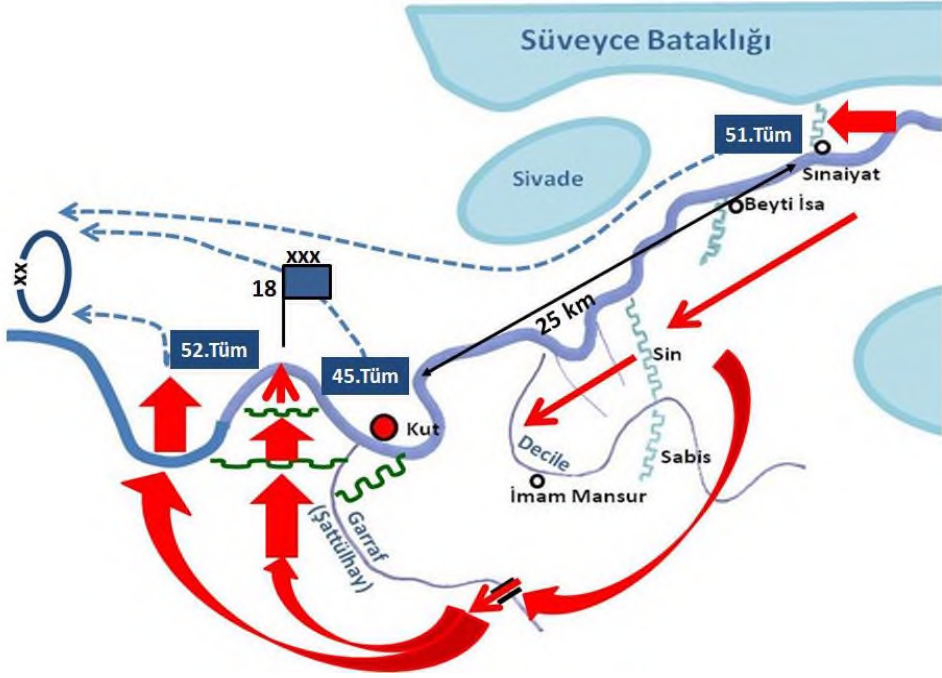 Süveyce Bataklığı
51.Tüm
Sınaiyat
Sivade
Beyti İsa
xx
xxx
18
25 km
52.Tüm
45.Tüm
Sin
Kut
Decile
Sabis
İmam Mansur
Garraf
(Şattülhay)